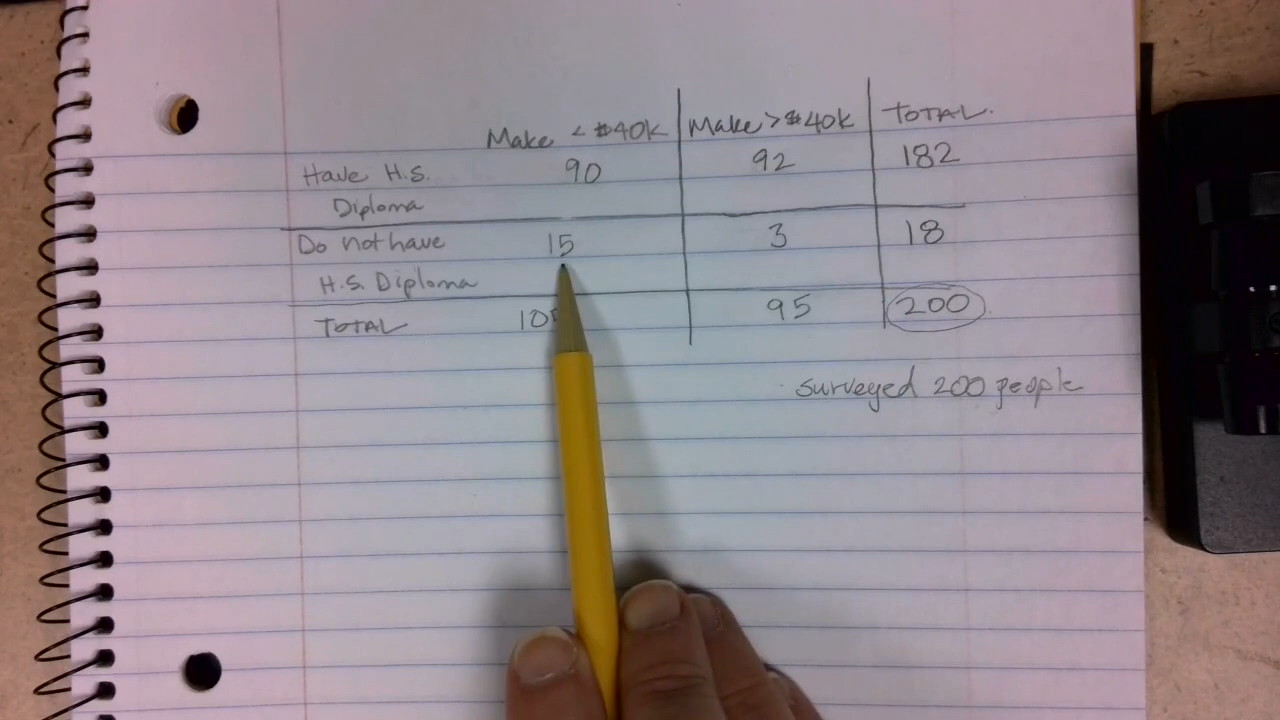 Make < $40K Make > $40K TOTAL.
Have H.S. 90 92 182
Diploma
Do not have 15 3 18
H.S. Diploma
TOTAL 95 200
surveyed 200 people